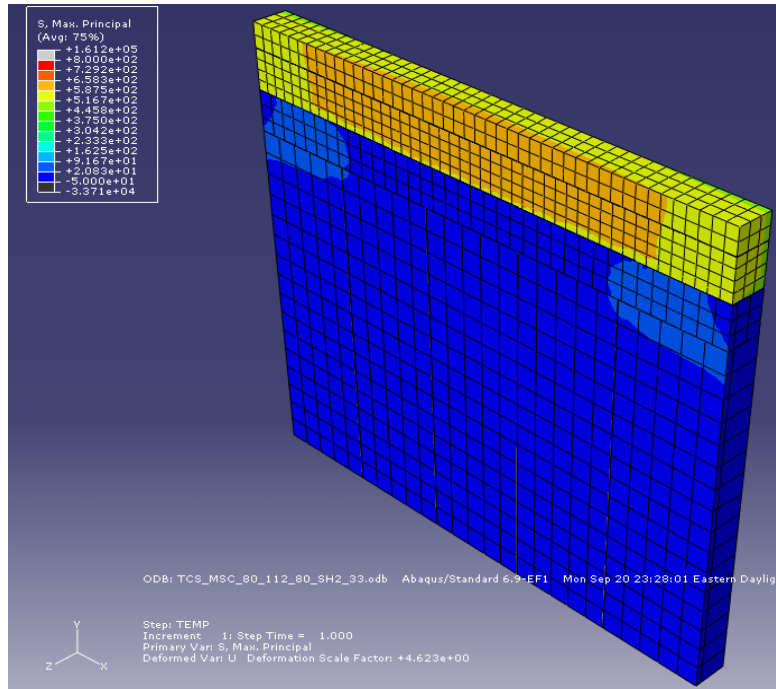 S, Max. Principal
(Avg: 75%)
+1.612e+05
+8.000e+02
+7.292e+02
+6.583e+02
+5.875e+02
+5.167e+02
+4.458e+02
+3.750e+02
+3.042e+02
+2.333e+02
+1.625e+02
+9.167e+01
+2.083e+01
-5.000e+01
-3.371e+04
ODB: TCS_MSC_80_112_80_SH2_33.odb Abaqus/Standard 6.9-EF1 Mon Sep 20 23:28:01 Eastern Daylig
Step: TEMP
Increment 1: Step Time = 1.000
Primary Var: S, Max. Principal
Deformed Var: U Deformation Scale Factor: +4.623e+00
Y
Z X